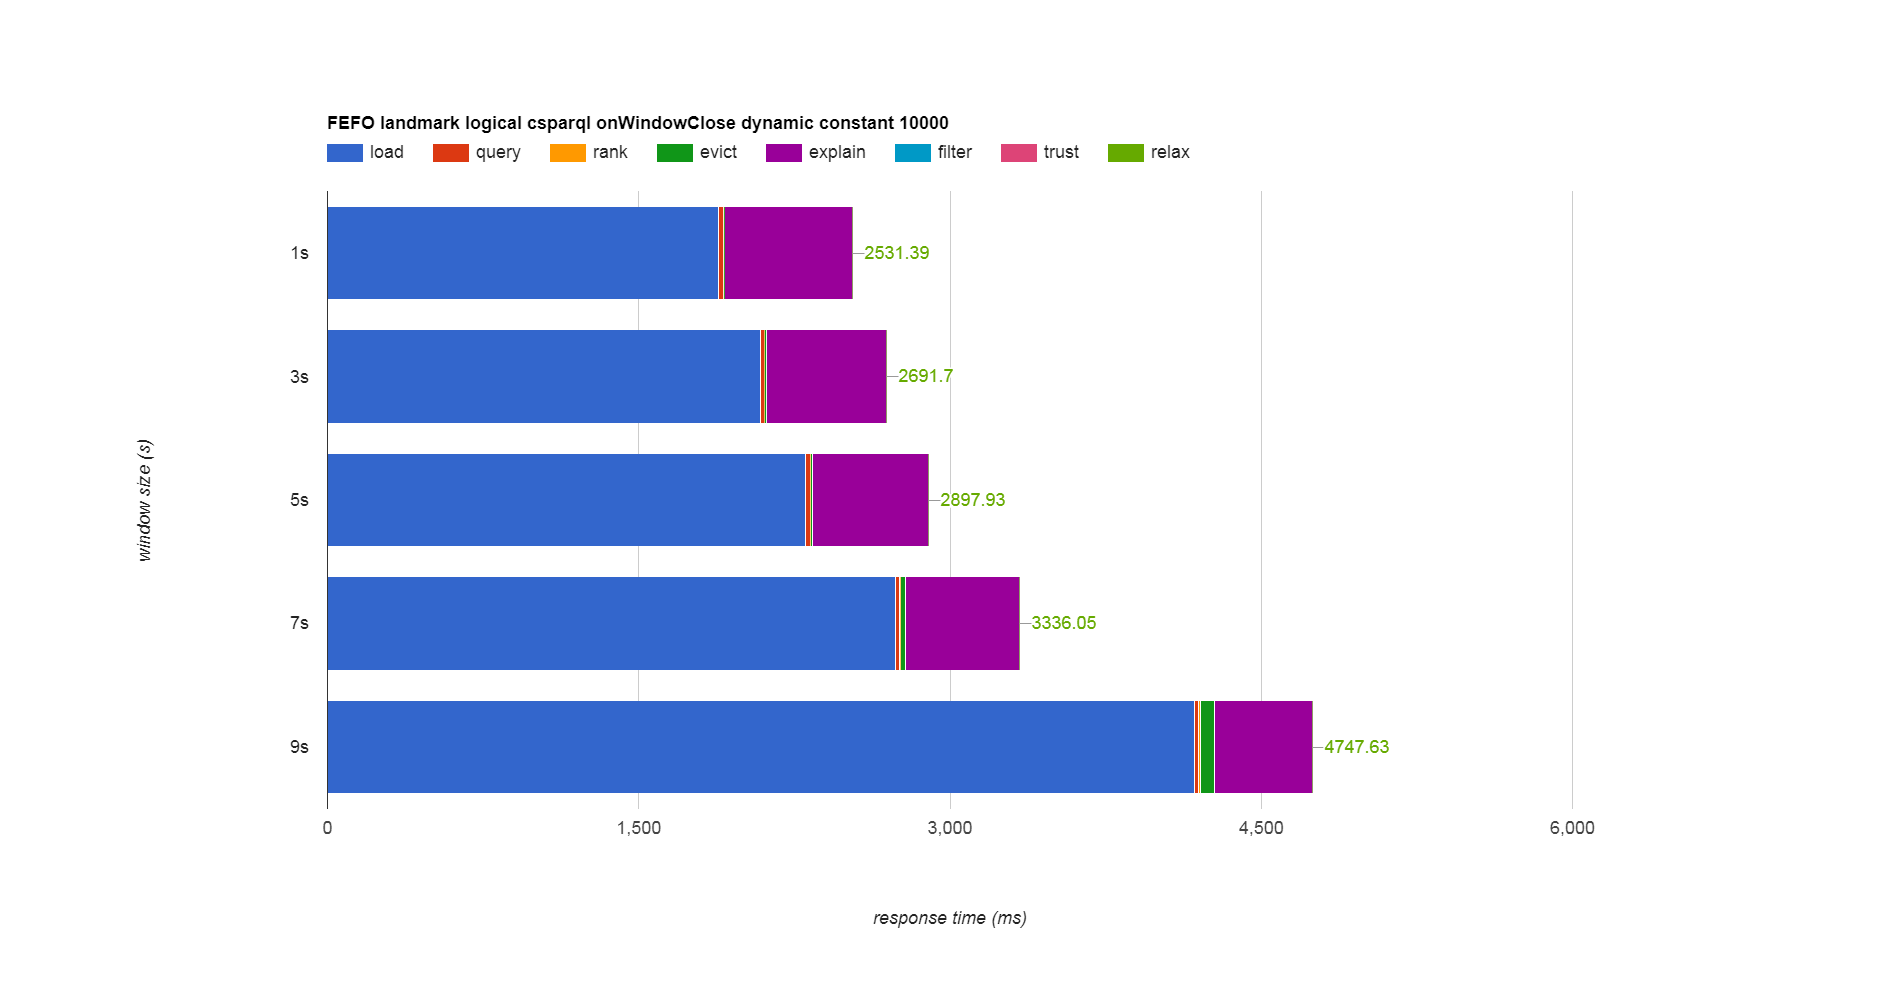 FEFO landmark logical csparql onWindowClose dynamic constant 10000
load query rank evict explain filter trust relax
1s 2531.39
3s 2691.7
5s 2897.93
7s 3336.05
9s 4747.63
window size (s)
0 1,500 3,000 4,500 6,000
response time (ms)